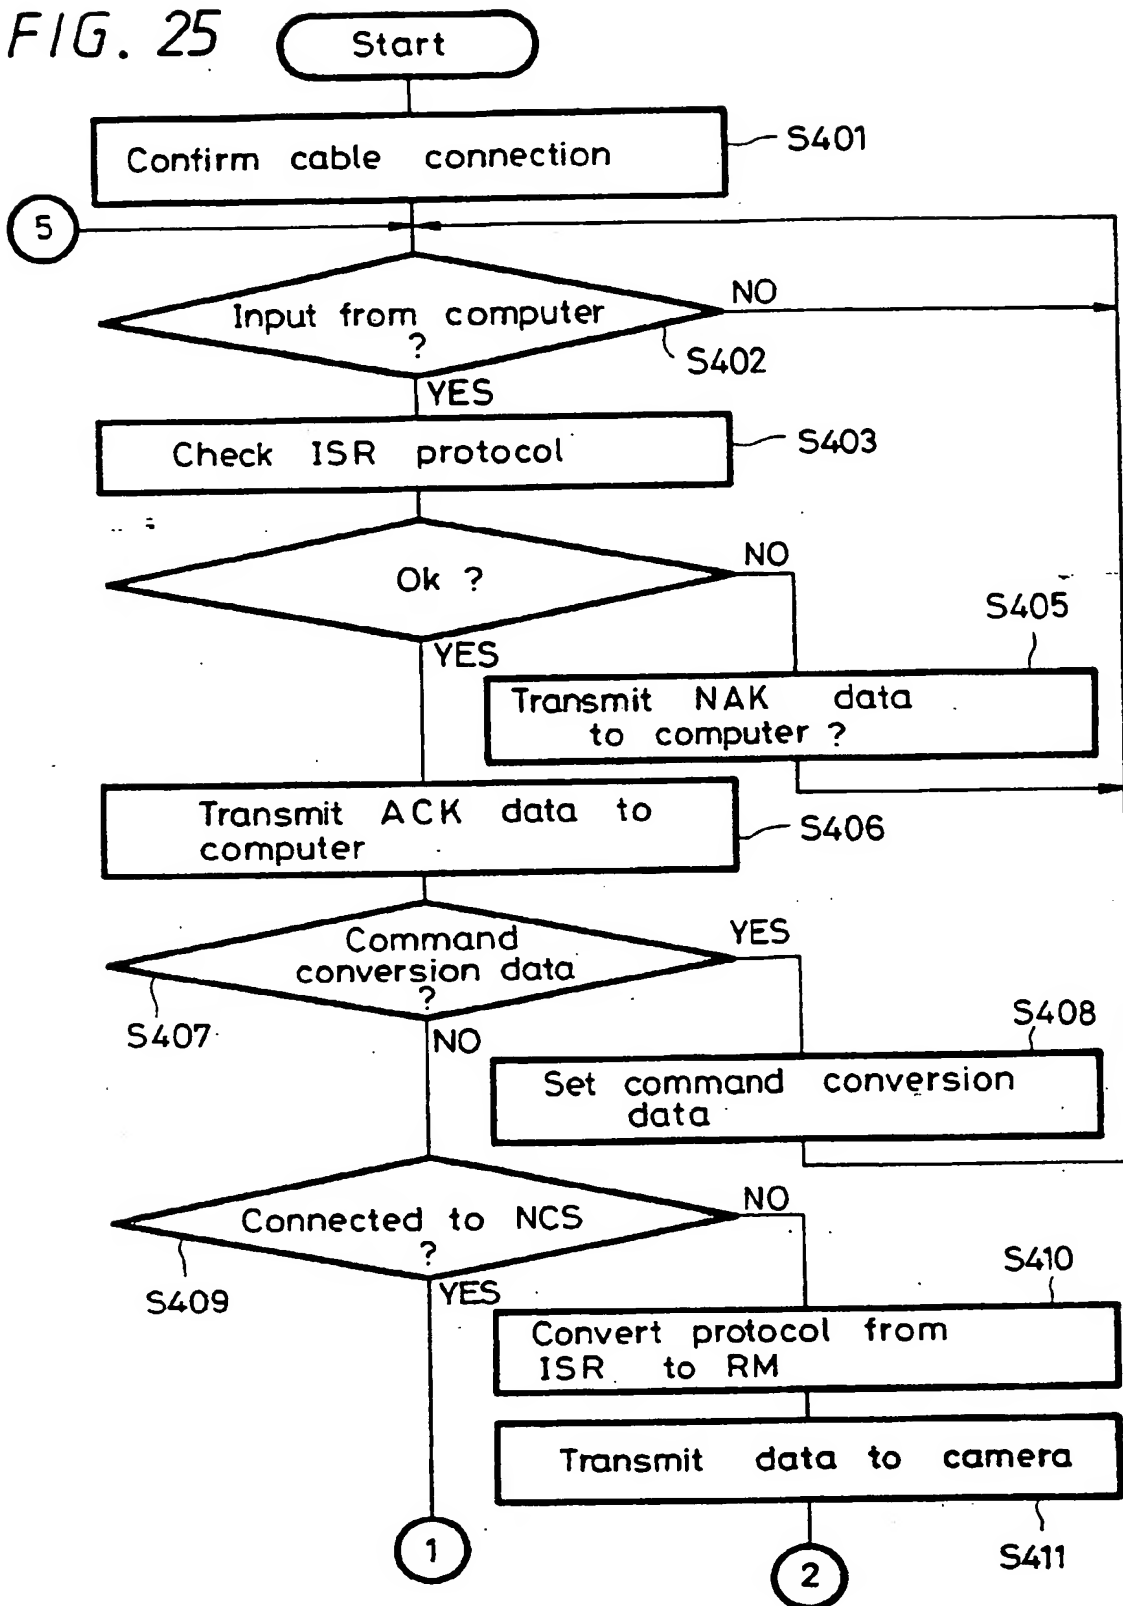 FIG. 25
Start
Confirm cable connection
S401
5
Input from computer
?
NO
S402
YES
Check ISR protocol
S403
Ok ?
NO
YES
S405
Transmit NAK data
to computer ?
Transmit ACK data to
computer
S406
Command
conversion data
?
YES
S407
NO
S408
Set command conversion
data
Connected to NCS
?
NO
S409
YES
S410
Convert protocol from
ISR to RM
Transmit data to camera
S411
1
2